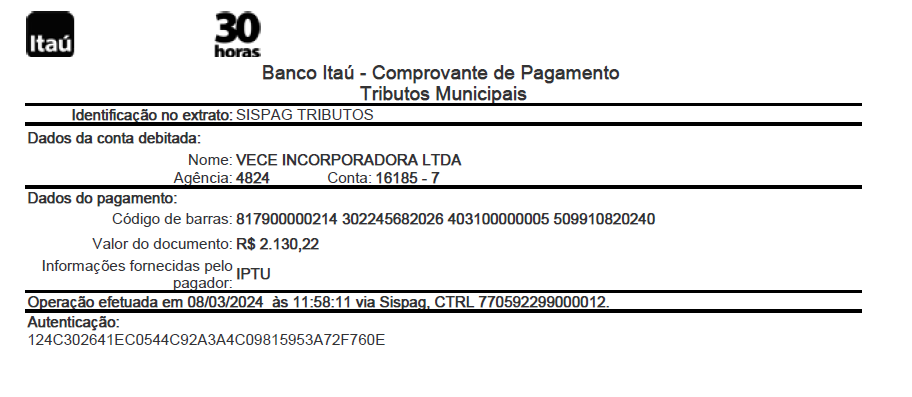 Itaú
30
horas
Banco Itaú - Comprovante de Pagamento
Tributos Municipais
Identificação no extrato: SISPAG TRIBUTOS
Dados da conta debitada:
Nome: VECE INCORPORADORA LTDA
Agência: 4824 Conta: 16185 - 7
Dados do pagamento:
Código de barras: 817900000214 302245682026 403100000005 509910820240
Valor do documento: R$ 2.130,22
Informações fornecidas pelo
pagador: IPTU
Operação efetuada em 08/03/2024 às 11:58:11 via Sispag, CTRL 770592299000012.
Autenticação:
124C302641EC0544C92A3A4C09815953A72F760E